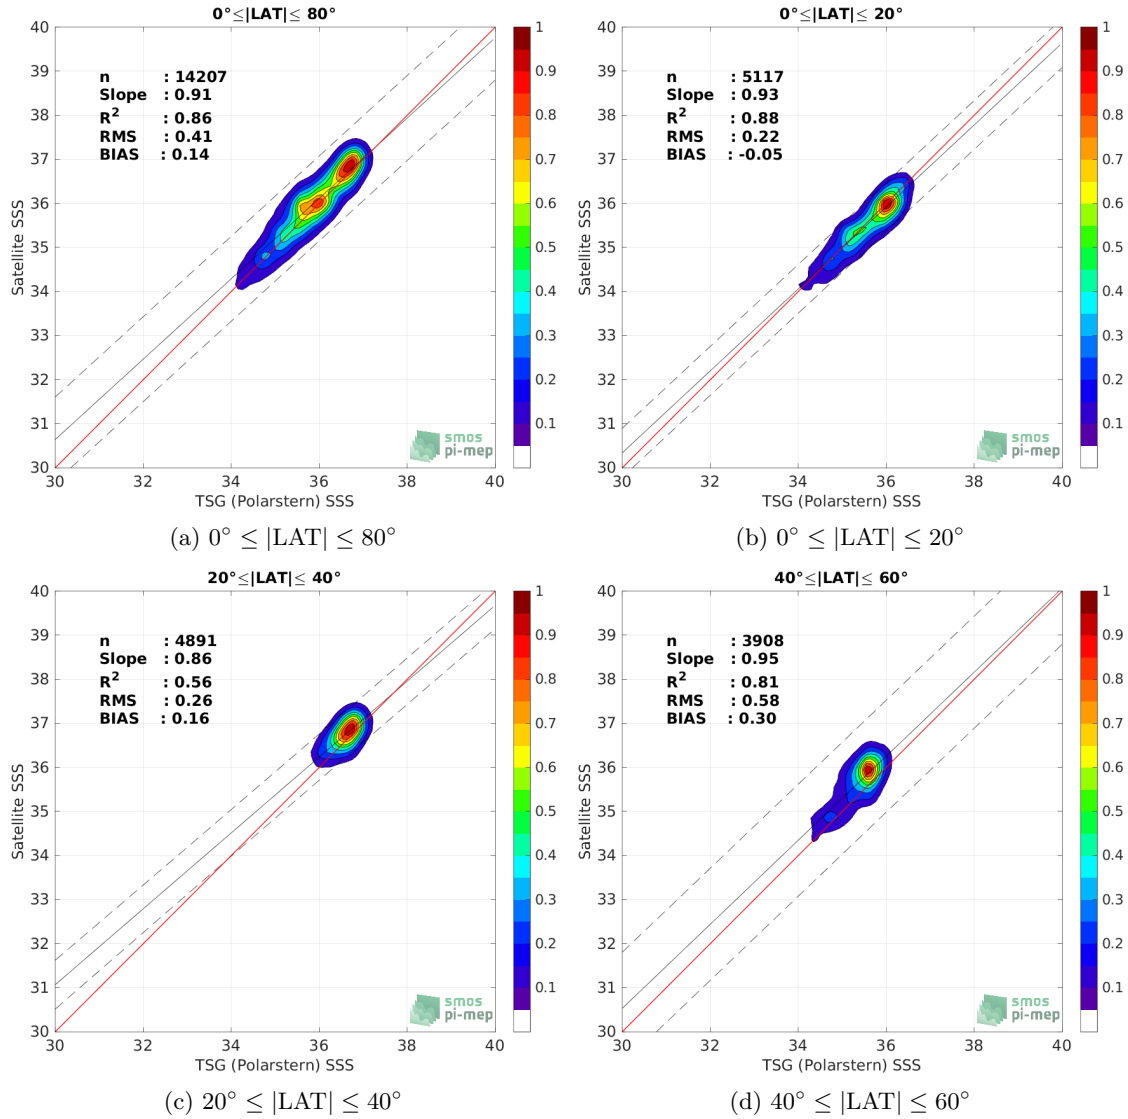 0°≤|LAT|≤ 80°
n : 14207
Slope : 0.91
R² : 0.86
RMS : 0.41
BIAS : 0.14
Satellite SSS
40
39
38
37
36
35
34
33
32
31
30
30 32 34 36 38 40
TSG (Polarstern) SSS
1
0.9
0.8
0.7
0.6
0.5
0.4
0.3
0.2
0.1
smos
pi-mep
(a) 0° ≤ |LAT| ≤ 80°
0°≤|LAT|≤ 20°
n : 5117
Slope : 0.93
R² : 0.88
RMS : 0.22
BIAS : -0.05
Satellite SSS
40
39
38
37
36
35
34
33
32
31
30
30 32 34 36 38 40
TSG (Polarstern) SSS
1
0.9
0.8
0.7
0.6
0.5
0.4
0.3
0.2
0.1
smos
pi-mep
(b) 0° ≤ |LAT| ≤ 20°
20°≤|LAT|≤ 40°
n : 4891
Slope : 0.86
R² : 0.56
RMS : 0.26
BIAS : 0.16
Satellite SSS
40
39
38
37
36
35
34
33
32
31
30
30 32 34 36 38 40
TSG (Polarstern) SSS
1
0.9
0.8
0.7
0.6
0.5
0.4
0.3
0.2
0.1
smos
pi-mep
(c) 20° ≤ |LAT| ≤ 40°
40°≤|LAT|≤ 60°
n : 3908
Slope : 0.95
R² : 0.81
RMS : 0.58
BIAS : 0.30
Satellite SSS
40
39
38
37
36
35
34
33
32
31
30
30 32 34 36 38 40
TSG (Polarstern) SSS
1
0.9
0.8
0.7
0.6
0.5
0.4
0.3
0.2
0.1
smos
pi-mep
(d) 40° ≤ |LAT| ≤ 60°